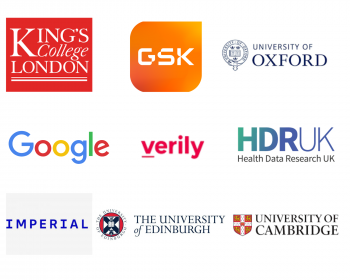 KING'S
College
LONDON
GSK
UNIVERSITY OF
OXFORD
Google
verily
HDRUK
Health Data Research UK
IMPERIAL
THE UNIVERSITY
of EDINBURGH
UNIVERSITY OF
CAMBRIDGE